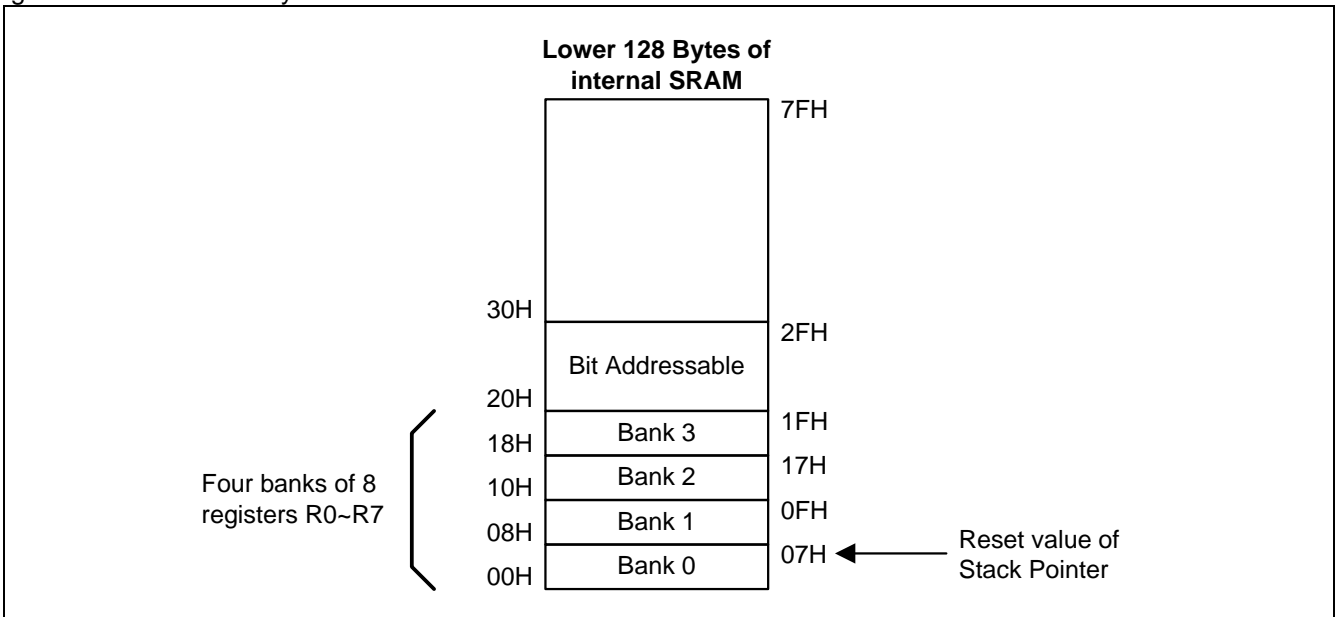 Lower 128 Bytes of
internal SRAM
7FH
30H
2FH
Bit Addressable
20H
1FH
Bank 3
18H
17H
Bank 2
10H
0FH
Bank 1
08H
07H
Bank 0
00H
Four banks of 8
registers R0~R7
Reset value of
Stack Pointer